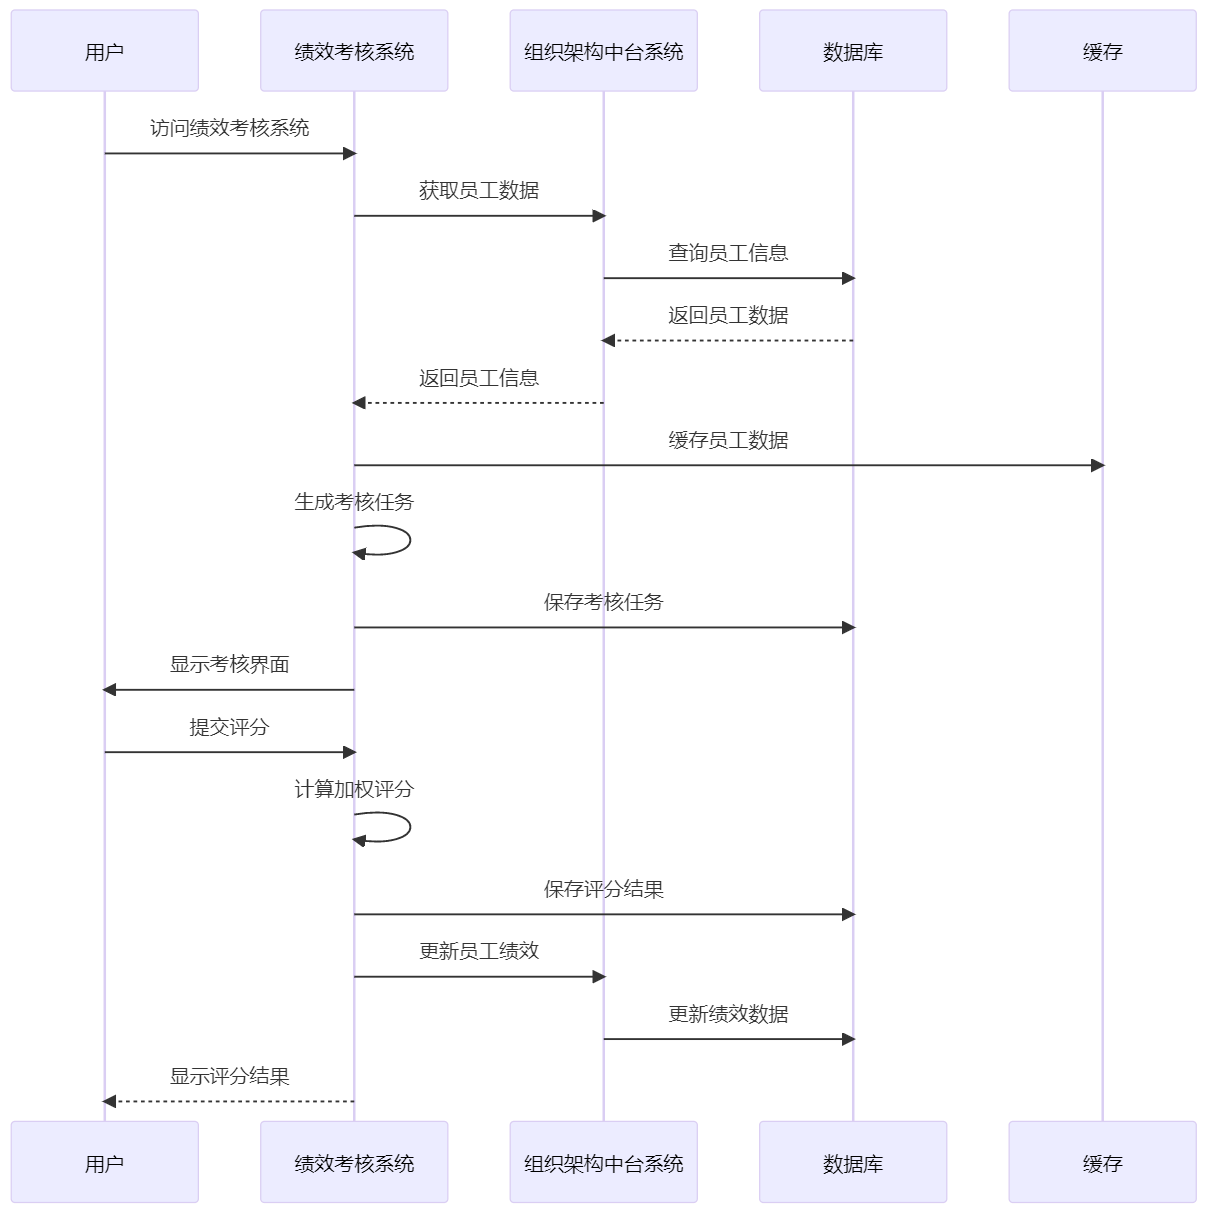 用户
绩效考核系统
组织架构中台系统
数据库
缓存
访问绩效考核系统
获取员工数据
查询员工信息
返回员工数据
返回员工信息
缓存员工数据
生成考核任务
保存考核任务
显示考核界面
提交评分
计算加权评分
保存评分结果
更新员工绩效
更新绩效数据
显示评分结果
用户
绩效考核系统
组织架构中台系统
数据库
缓存